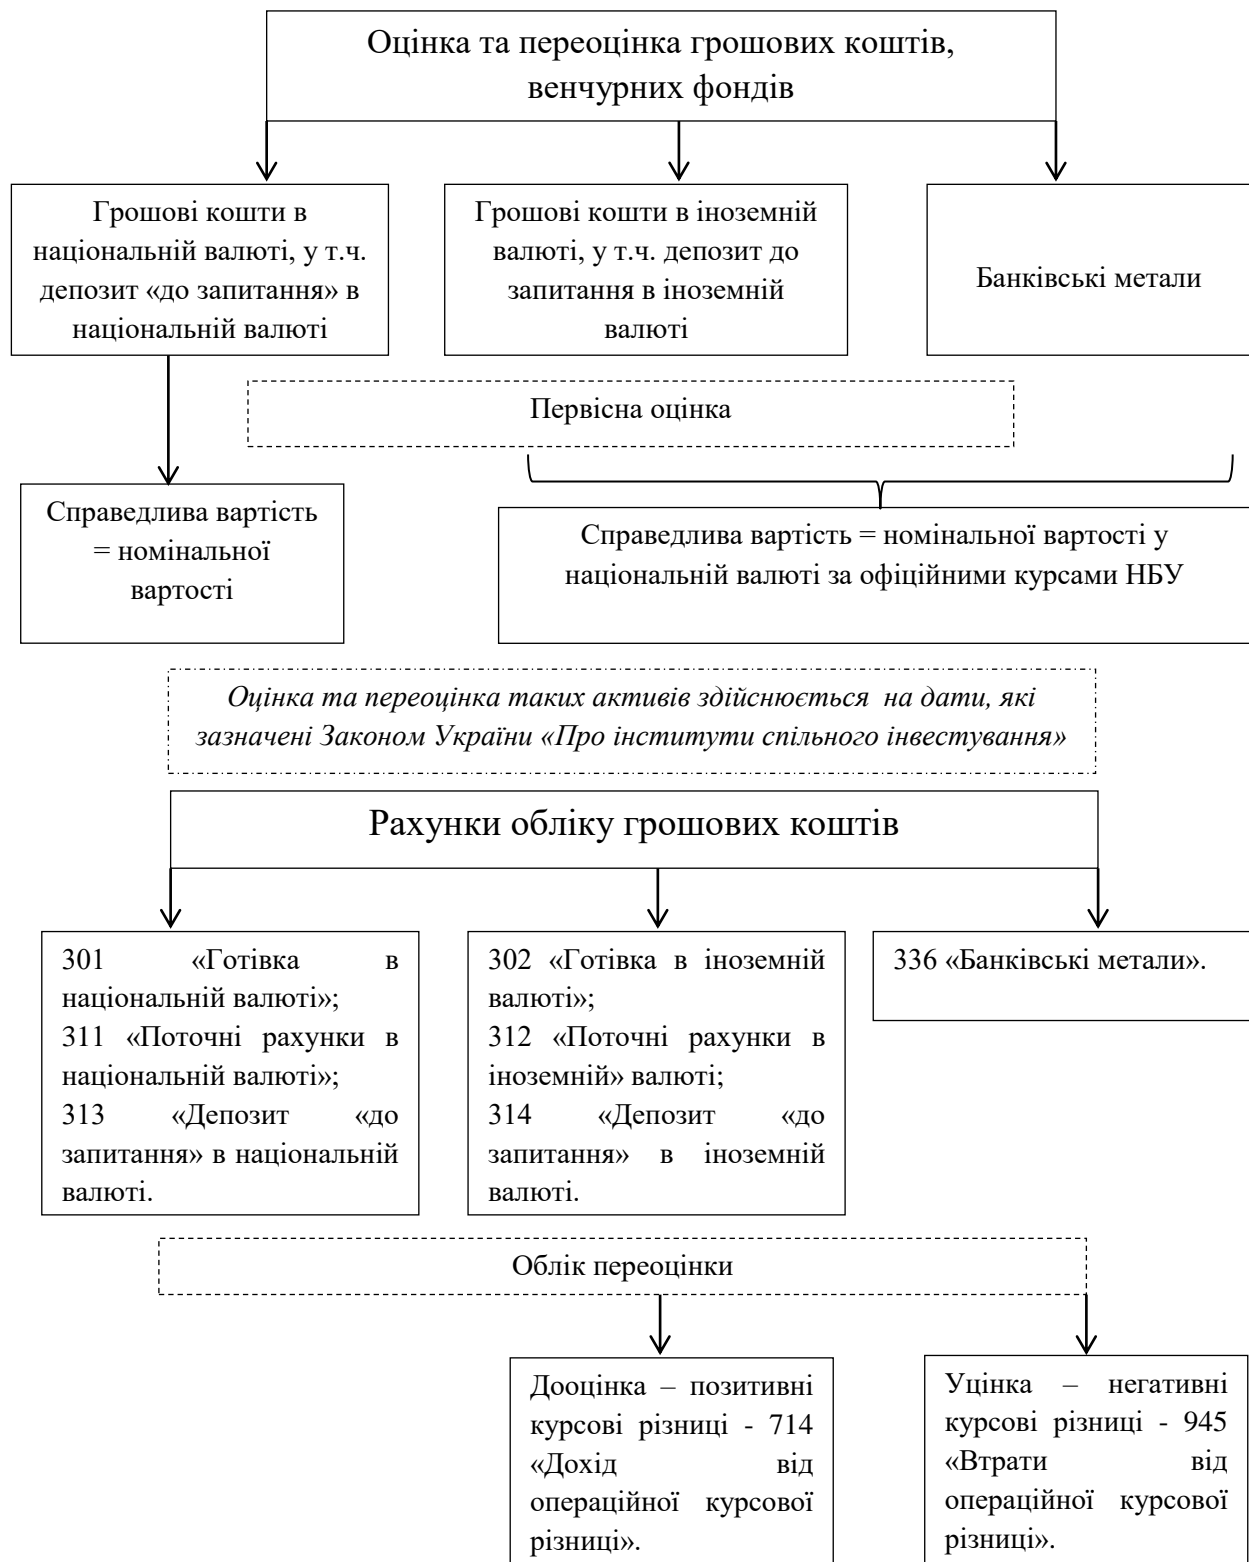 Оцінка та переоцінка грошових коштів,
венчурних фондів
Грошові кошти в
національній валюті, у т.ч.
депозит «до запитання» в
національній валюті
Грошові кошти в іноземній
валюті, у т.ч. депозит до
запитання в іноземній
валюті
Банківські метали
Первісна оцінка
Справедлива вартість
= номінальної
вартості
Справедлива вартість = номінальної вартості у
національній валюті за офіційними курсами НБУ
Оцінка та переоцінка таких активів здійснюється на дати, які
зазначені Законом України «Про інститути спільного інвестування»
Рахунки обліку грошових коштів
301 «Готівка в
національній валюті»;
311 «Поточні рахунки в
національній валюті»;
313 «Депозит «до
запитання» в національній
валюті.
302 «Готівка в іноземній
валюті»;
312 «Поточні рахунки в
іноземній» валюті;
314 «Депозит «до
запитання» в іноземній
валюті.
336 «Банківські метали».
Облік переоцінки
Дооцінка – позитивні
курсові різниці - 714
«Дохід від
операційної курсової
різниці».
Уцінка – негативні
курсові різниці - 945
«Втрати від
операційної курсової
різниці».